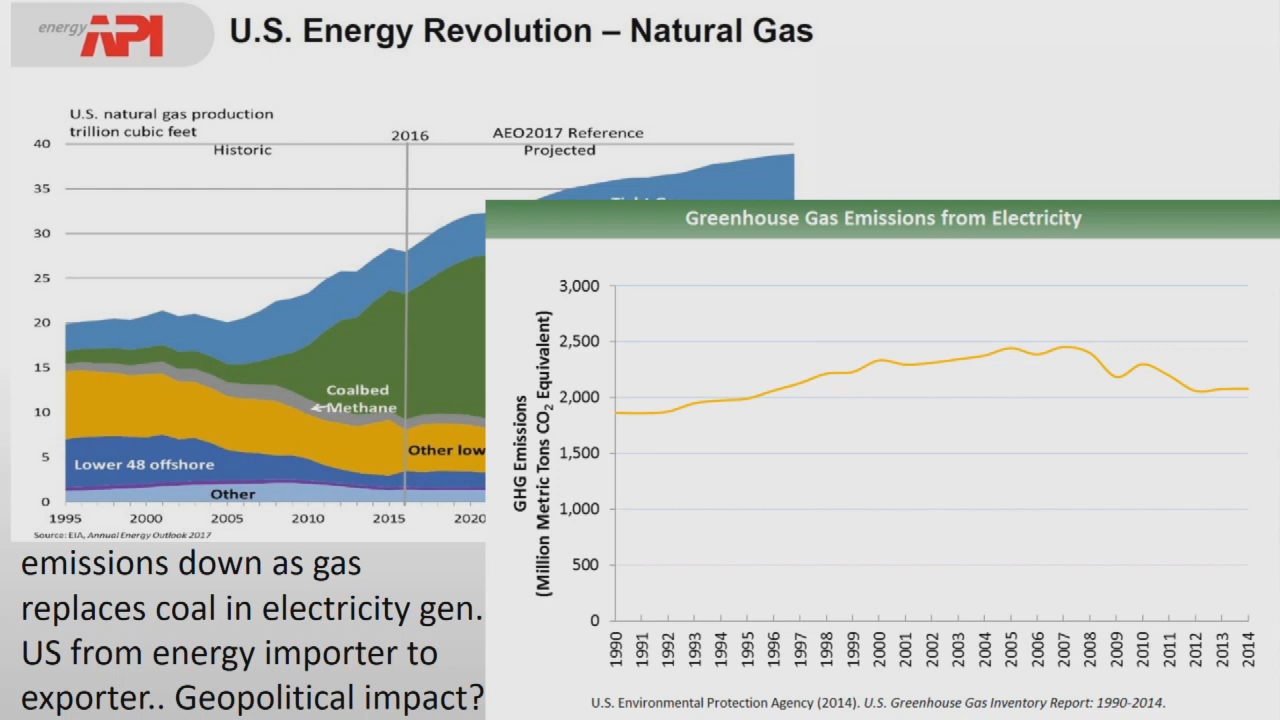 energy API
U.S. Energy Revolution – Natural Gas
U.S. natural gas production
trillion cubic feet
Historic
2016
AEO2017 Reference
Projected
40
35
30
25
20
15
10
5
0
Coalbed
Methane
Other low
Lower 48 offshore
Other
1995
2000
2005
2010
2015
2020
Source: EIA, Annual Energy Outlook 2017
Greenhouse Gas Emissions from Electricity
GHG Emissions
(Million Metric Tons CO₂ Equivalent)
3,000
2,500
2,000
1,500
1,000
500
0
1990
1991
1992
1993
1994
1995
1996
1997
1998
1999
2000
2001
2002
2003
2004
2005
2006
2007
2008
2009
2010
2011
2012
2013
2014
U.S. Environmental Protection Agency (2014). U.S. Greenhouse Gas Inventory Report: 1990-2014.
emissions down as gas
replaces coal in electricity gen.
US from energy importer to
exporter.. Geopolitical impact?